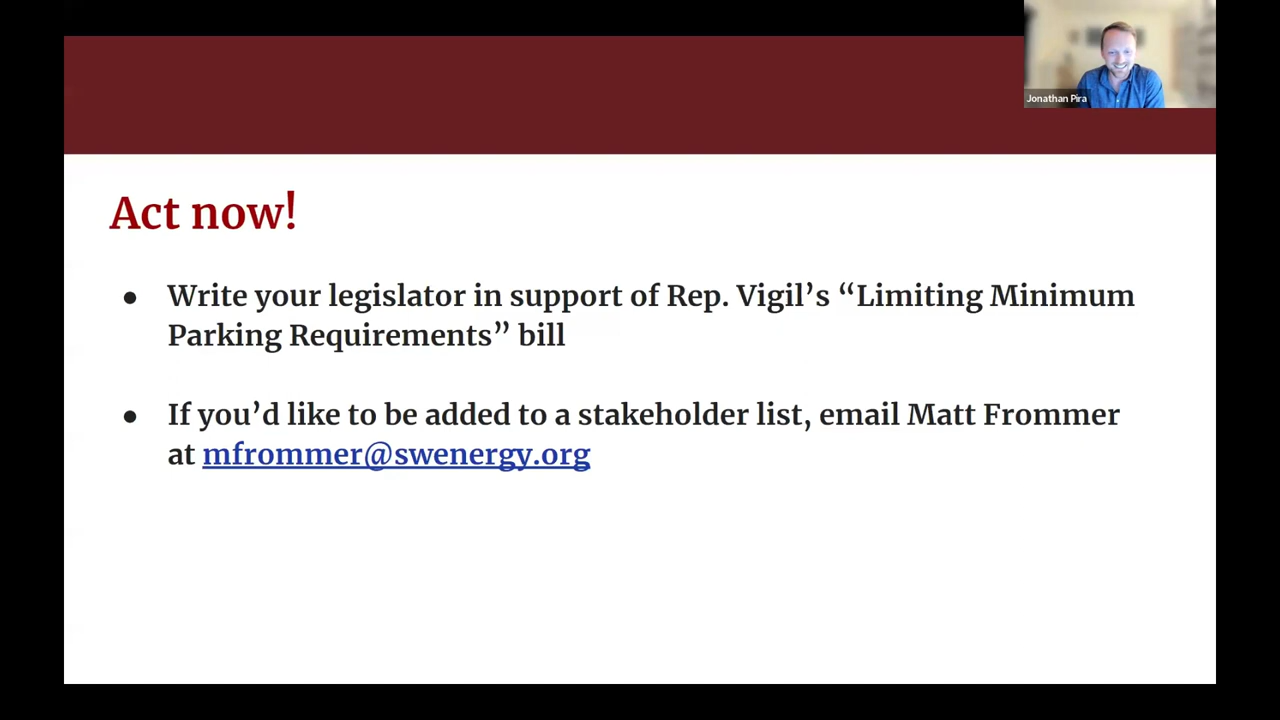 Jonathan Pira
Act now!
● Write your legislator in support of Rep. Vigil’s “Limiting Minimum
Parking Requirements” bill
● If you’d like to be added to a stakeholder list, email Matt Frommer
at mfrommer@swenergy.org